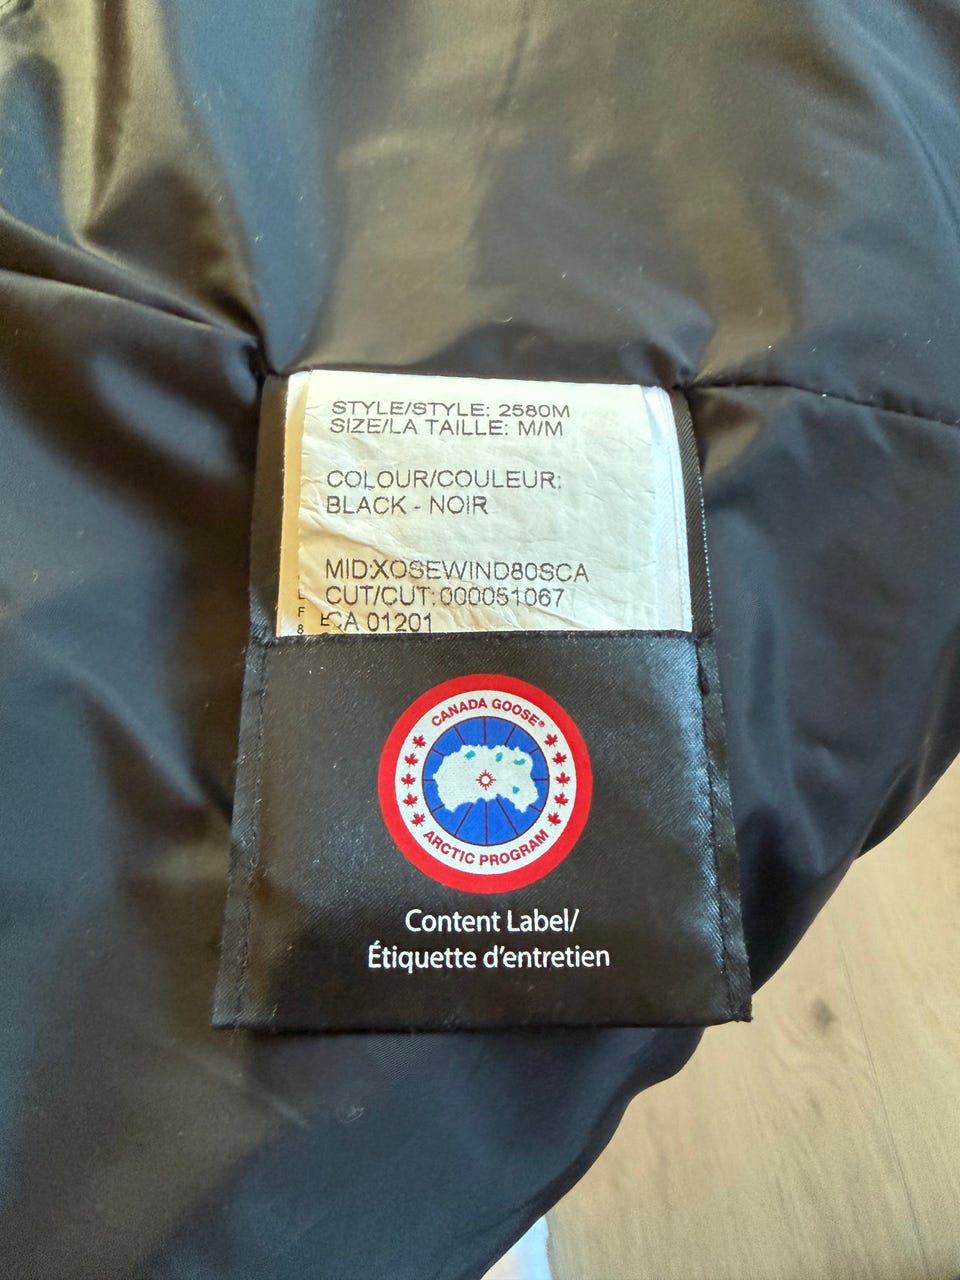 STYLE/STYLE: 2580M
SIZE/LA TAILLE: M/M
COLOUR/COULEUR:
BLACK - NOIR
MID:XOSEWIND80SCA
CUT/CUT: 000051067
CA 01201
CANADA GOOSE®
ARCTIC PROGRAM
Content Label/
Étiquette d'entretien